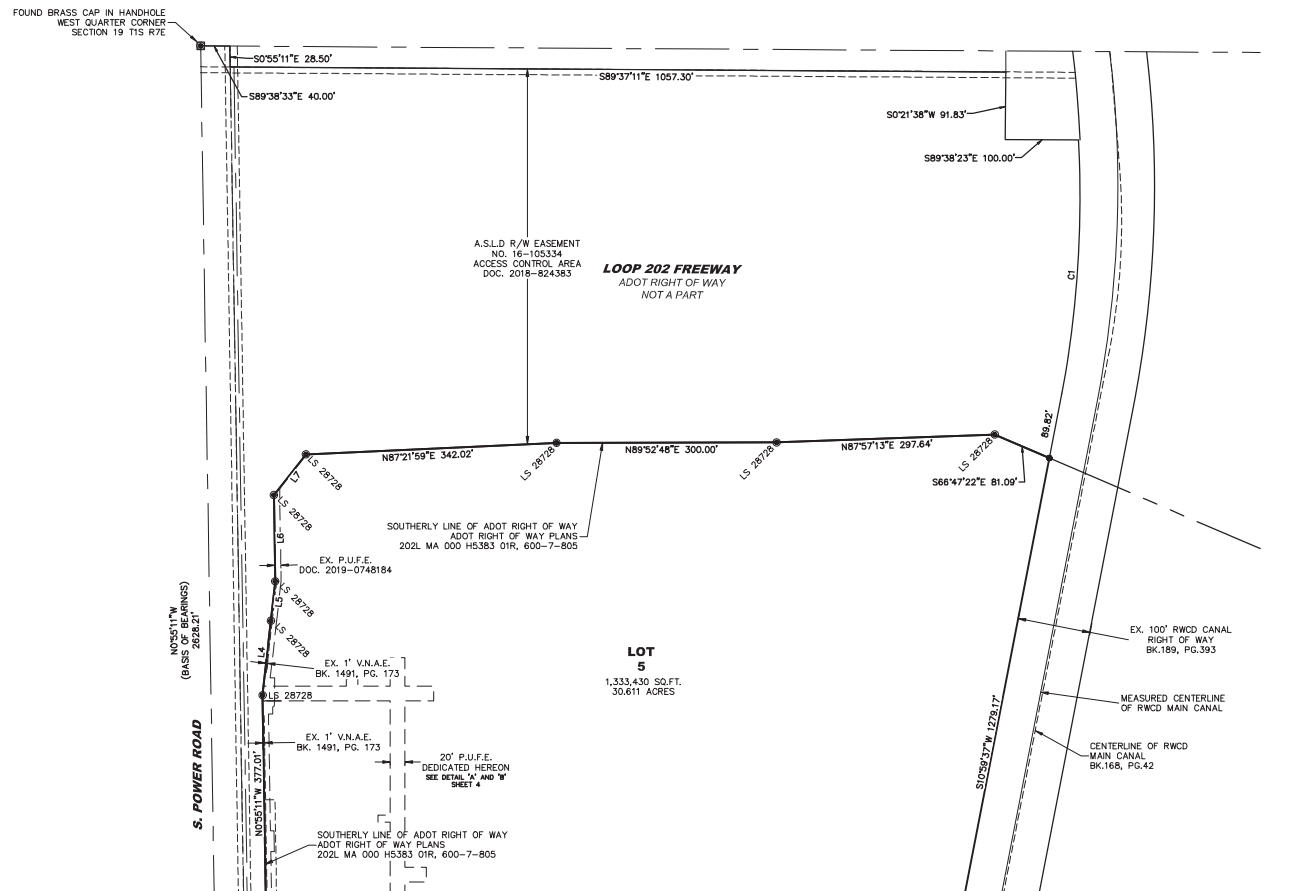 FOUND BRASS CAP IN HANDHOLE
WEST QUARTER CORNER
SECTION 19 T1S R7E
S0°55'11"E 28.50'
S89°38'33"E 40.00'
S89°37'11"E 1057.30'
S0°21'38"W 91.83'
S89°38'23"E 100.00'
A.S.L.D R/W EASEMENT
NO. 16-105334
ACCESS CONTROL AREA
DOC. 2018-824383
LOOP 202 FREEWAY
ADOT RIGHT OF WAY
NOT A PART
C1
89.82'
N87°21'59"E 342.02'
N89°52'48"E 300.00'
N87°57'13"E 297.64'
LS 28728
LS 28728
LS 28728
LS 28728
S66°47'22"E 81.09'
L7
LS 28728
SOUTHERLY LINE OF ADOT RIGHT OF WAY
ADOT RIGHT OF WAY PLANS
202L MA 000 H5383 01R, 600-7-805
L6
EX. P.U.F.E.
DOC. 2019-0748184
LS 28728
L5
LS 28728
N0°55'11"W
(BASIS OF BEARINGS)
2628.21'
L4
EX. 1' V.N.A.E.
BK. 1491, PG. 173
LS 28728
LOT
5
1,333,430 SQ.FT.
30.611 ACRES
EX. 100' RWCD CANAL
RIGHT OF WAY
BK.189, PG.393
MEASURED CENTERLINE
OF RWCD MAIN CANAL
CENTERLINE OF RWCD
MAIN CANAL
BK.168, PG.42
S10°59'37"W 1279.17'
EX. 1' V.N.A.E.
BK. 1491, PG. 173
20' P.U.F.E.
DEDICATED HEREON
SEE DETAIL 'A' AND 'B'
SHEET 4
S. POWER ROAD
N0°55'11"W 377.01'
SOUTHERLY LINE OF ADOT RIGHT OF WAY
ADOT RIGHT OF WAY PLANS
202L MA 000 H5383 01R, 600-7-805